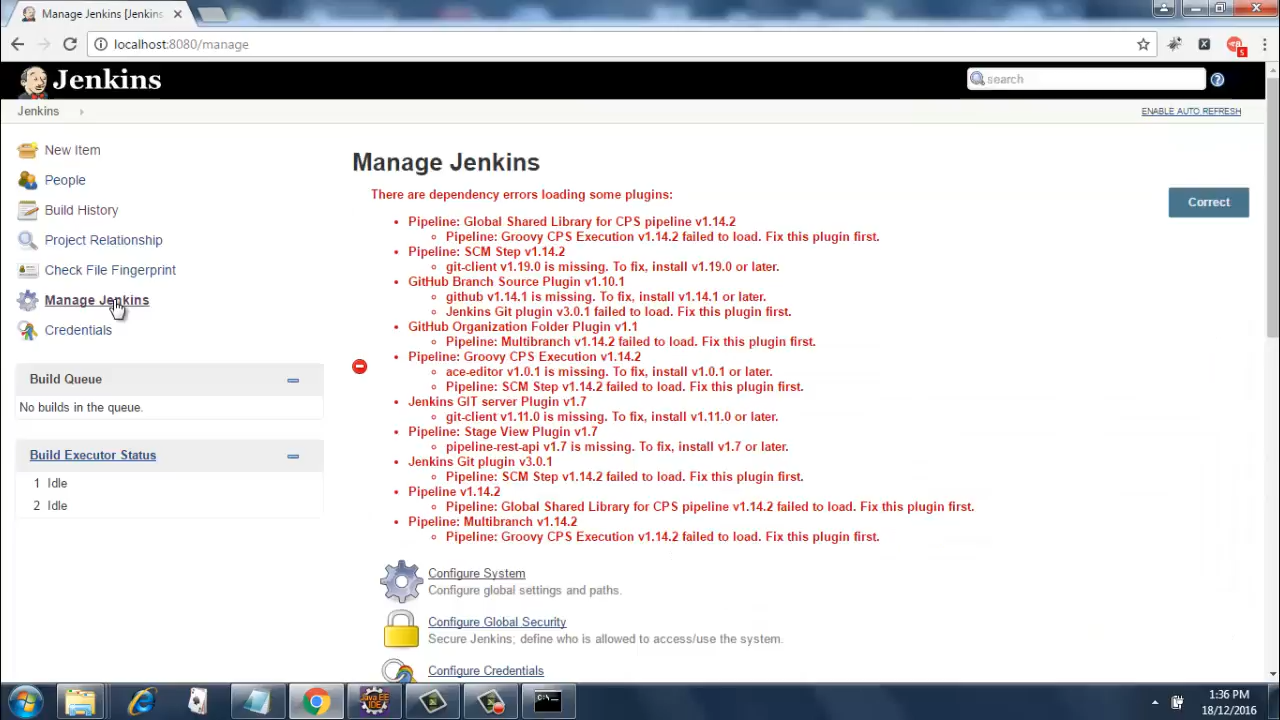 Manage Jenkins [Jenkins
localhost:8080/manage
5
Jenkins
search
Jenkins
ENABLE AUTO REFRESH
New Item
People
Build History
Project Relationship
Check File Fingerprint
Manage Jenkins
Credentials
Build Queue
No builds in the queue.
Build Executor Status
1 Idle
2 Idle
Manage Jenkins
There are dependency errors loading some plugins:
Correct
Pipeline: Global Shared Library for CPS pipeline v1.14.2
Pipeline: Groovy CPS Execution v1.14.2 failed to load. Fix this plugin first.
Pipeline: SCM Step v1.14.2
git-client v1.19.0 is missing. To fix, install v1.19.0 or later.
GitHub Branch Source Plugin v1.10.1
github v1.14.1 is missing. To fix, install v1.14.1 or later.
Jenkins Git plugin v3.0.1 failed to load. Fix this plugin first.
GitHub Organization Folder Plugin v1.1
Pipeline: Multibranch v1.14.2 failed to load. Fix this plugin first.
Pipeline: Groovy CPS Execution v1.14.2
ace-editor v1.0.1 is missing. To fix, install v1.0.1 or later.
Pipeline: SCM Step v1.14.2 failed to load. Fix this plugin first.
Jenkins GIT server Plugin v1.7
git-client v1.11.0 is missing. To fix, install v1.11.0 or later.
Pipeline: Stage View Plugin v1.7
pipeline-rest-api v1.7 is missing. To fix, install v1.7 or later.
Jenkins Git plugin v3.0.1
Pipeline: SCM Step v1.14.2 failed to load. Fix this plugin first.
Pipeline v1.14.2
Pipeline: Global Shared Library for CPS pipeline v1.14.2 failed to load. Fix this plugin first.
Pipeline: Multibranch v1.14.2
Pipeline: Groovy CPS Execution v1.14.2 failed to load. Fix this plugin first.
Configure System
Configure global settings and paths.
Configure Global Security
Secure Jenkins; define who is allowed to access/use the system.
Configure Credentials
Java EE
IDE
1:36 PM
18/12/2016